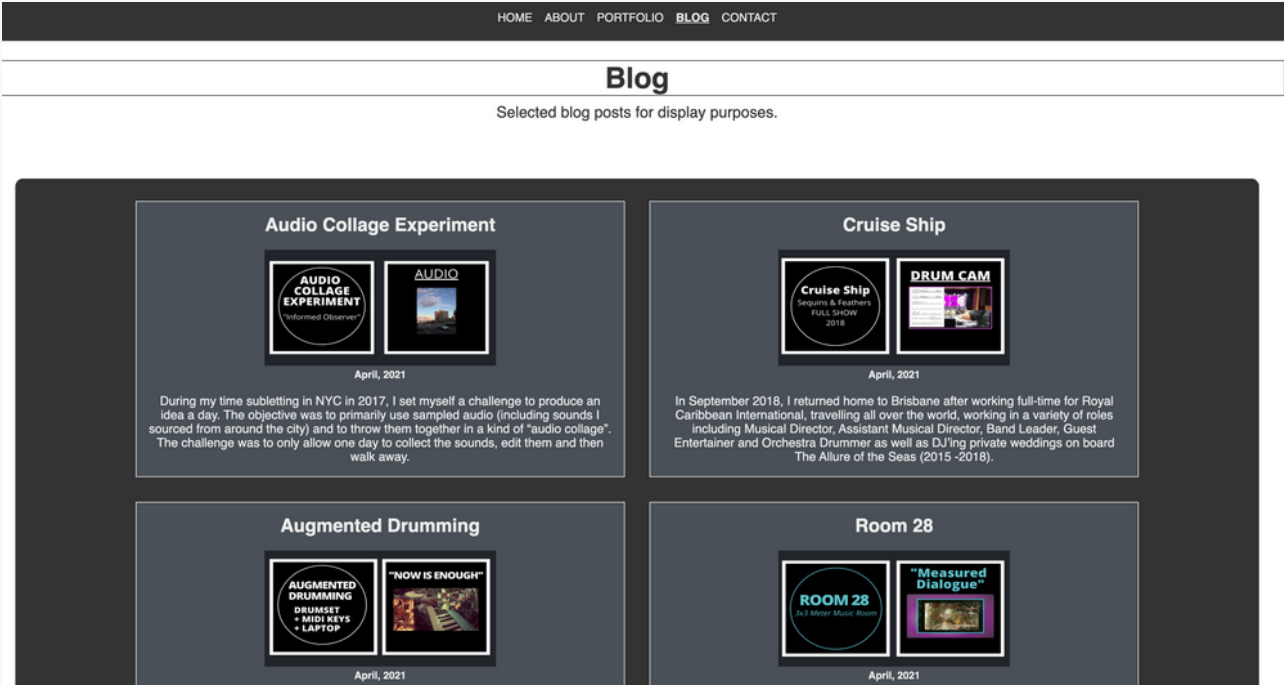 HOME ABOUT PORTFOLIO BLOG CONTACT
Blog
Selected blog posts for display purposes.
Audio Collage Experiment
AUDIO
COLLAGE
EXPERIMENT
"Informed Observer"
AUDIO
April, 2021
During my time subletting in NYC in 2017, I set myself a challenge to produce an
idea a day. The objective was to primarily use sampled audio (including sounds I
sourced from around the city) and to throw them together in a kind of “audio collage”.
The challenge was to only allow one day to collect the sounds, edit them and then
walk away.
Cruise Ship
Cruise Ship
Sequins & Feathers
FULL SHOW
2018
DRUM CAM
April, 2021
In September 2018, I returned home to Brisbane after working full-time for Royal
Caribbean International, travelling all over the world, working in a variety of roles
including Musical Director, Assistant Musical Director, Band Leader, Guest
Entertainer and Orchestra Drummer as well as DJ'ing private weddings on board
The Allure of the Seas (2015 -2018).
Augmented Drumming
AUGMENTED
DRUMMING
DRUMSET
+ MIDI KEYS
+ LAPTOP
"NOW IS ENOUGH"
April, 2021
Room 28
ROOM 28
3x3 Meter Music Room
"Measured
Dialogue"
April, 2021